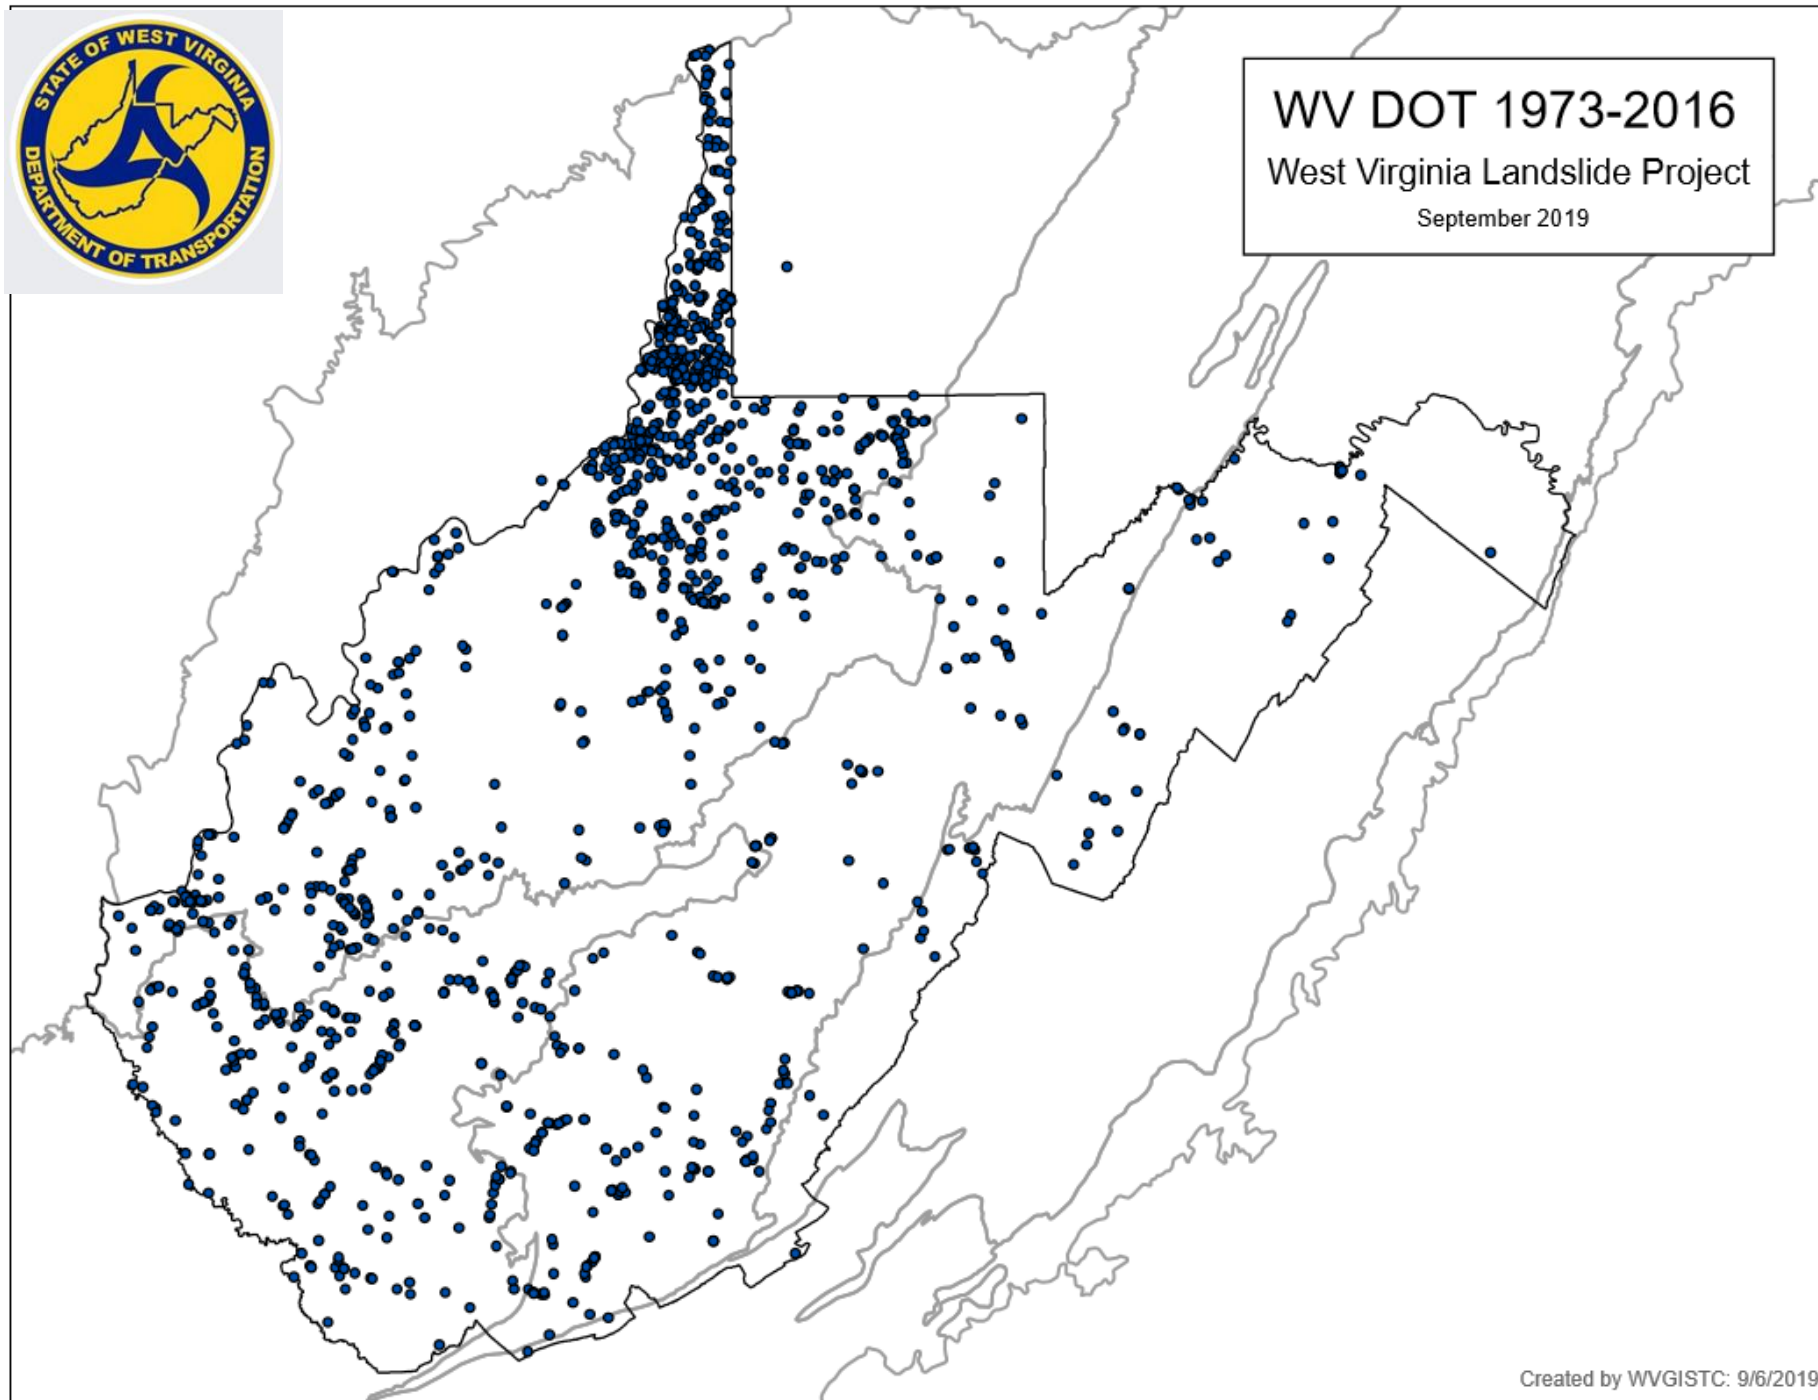 STATE OF WEST VIRGINIA
DEPARTMENT OF TRANSPORTATION
WV DOT 1973-2016
West Virginia Landslide Project
September 2019
Created by WVGISTC: 9/6/2019